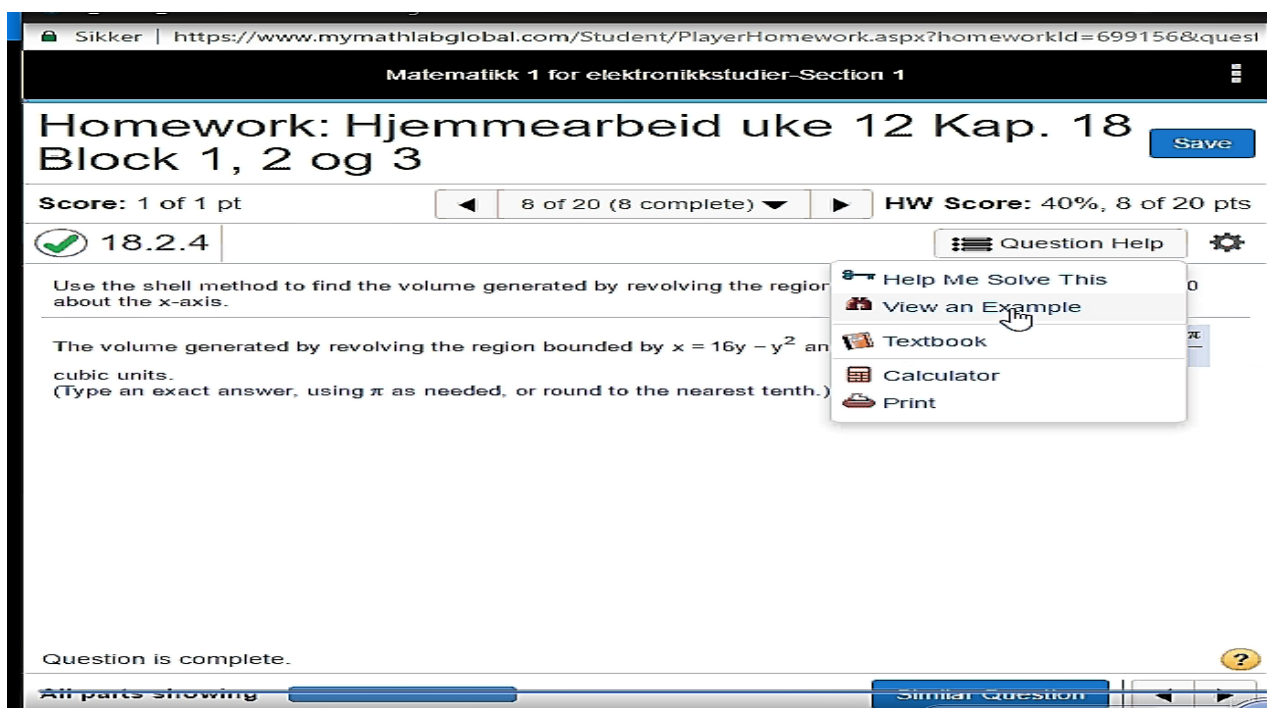 Sikker | https://www.mymathlabglobal.com/Student/PlayerHomework.aspx?homeworkId=699156&quest
Matematikk 1 for elektronikkstudier-Section 1
Homework: Hjemmearbeid uke 12 Kap. 18
Block 1, 2 og 3
Save
Score: 1 of 1 pt
8 of 20 (8 complete)
HW Score: 40%, 8 of 20 pts
18.2.4
Question Help
Use the shell method to find the volume generated by revolving the region
about the x-axis.
Help Me Solve This
View an Example
Textbook
Calculator
Print
The volume generated by revolving the region bounded by x = 16y – y² an
π
cubic units.
(Type an exact answer, using π as needed, or round to the nearest tenth.)
Question is complete.
?
All parts showing
Similar Question